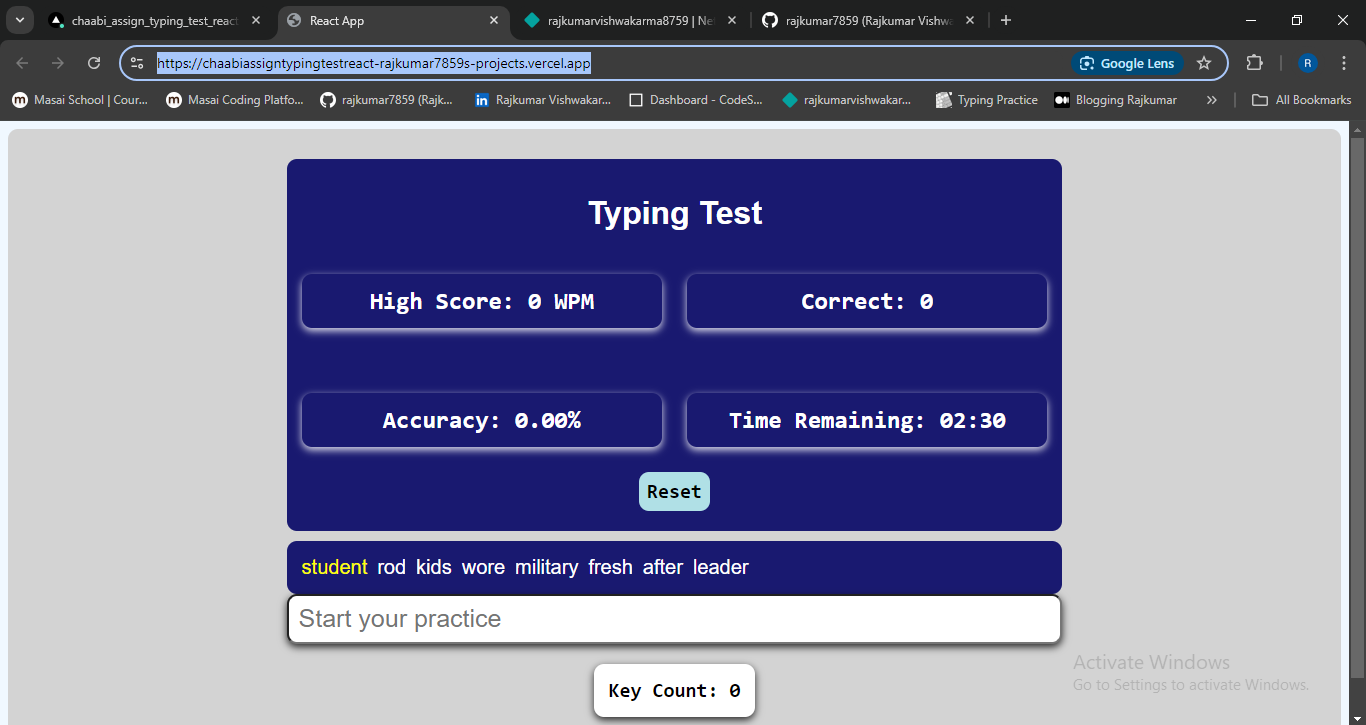 chaabi_assign_typing_test_react
React App
rajkumarvishwakarma8759 | Ne
rajkumar7859 (Rajkumar Vishwa
https://chaabiassigntypingtestreact-rajkumar7859s-projects.vercel.app
Google Lens
R
m Masai School | Cour...
m Masai Coding Platfo...
rajkumar7859 (Rajk...
in Rajkumar Vishwakar...
Dashboard - CodeS...
rajkumarvishwakar...
Typing Practice
Blogging Rajkumar
»
All Bookmarks
Typing Test
High Score: 0 WPM
Correct: 0
Accuracy: 0.00%
Time Remaining: 02:30
Reset
student rod kids wore military fresh after leader
Start your practice
Key Count: 0
Activate Windows
Go to Settings to activate Windows.